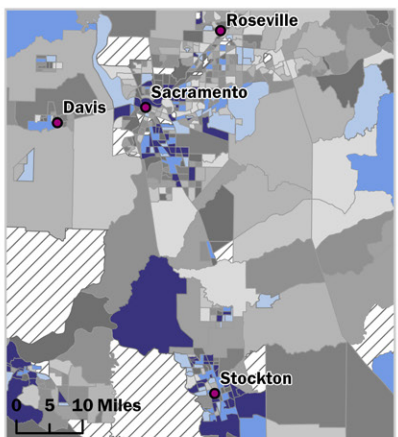 Roseville
Sacramento
Davis
Stockton
0 5 10 Miles